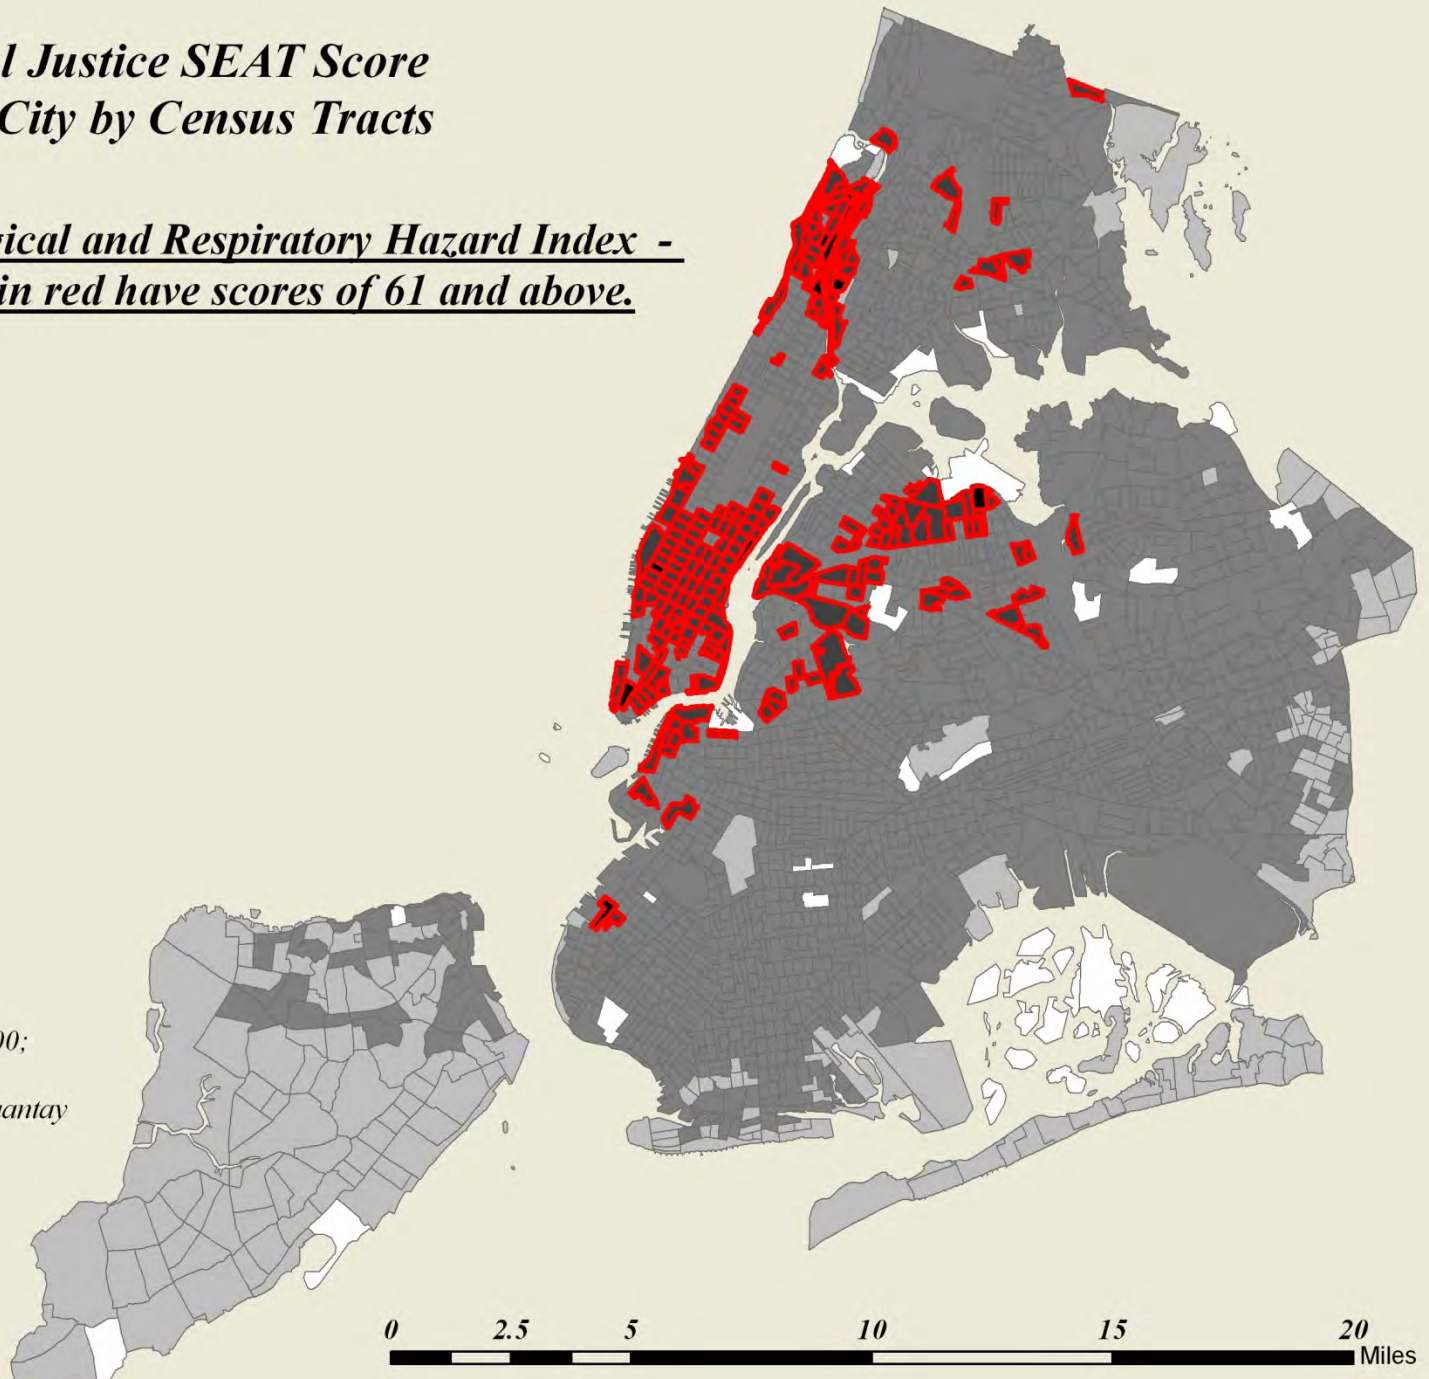 l Justice SEAT Score
City by Census Tracts
gical and Respiratory Hazard Index -
in red have scores of 61 and above.
00;
antay
0 2.5 5 10 15 20
Miles